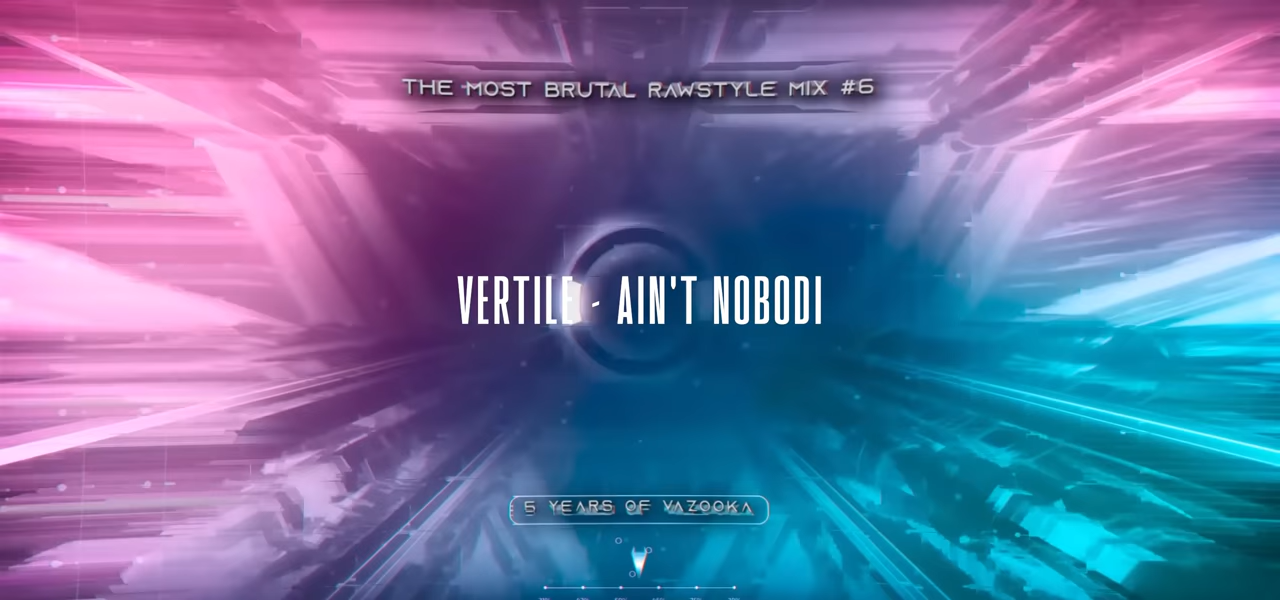 THE MOST BRUTAL RAWSTYLE MIX #6
VERTILE - AIN'T NOBODI
5 YEARS OF VAZOOKA